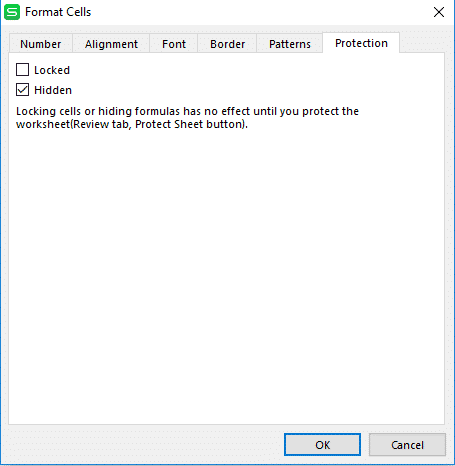 Format Cells
Number Alignment Font Border Patterns Protection
Locked
Hidden
Locking cells or hiding formulas has no effect until you protect the
worksheet(Review tab, Protect Sheet button).
OK Cancel